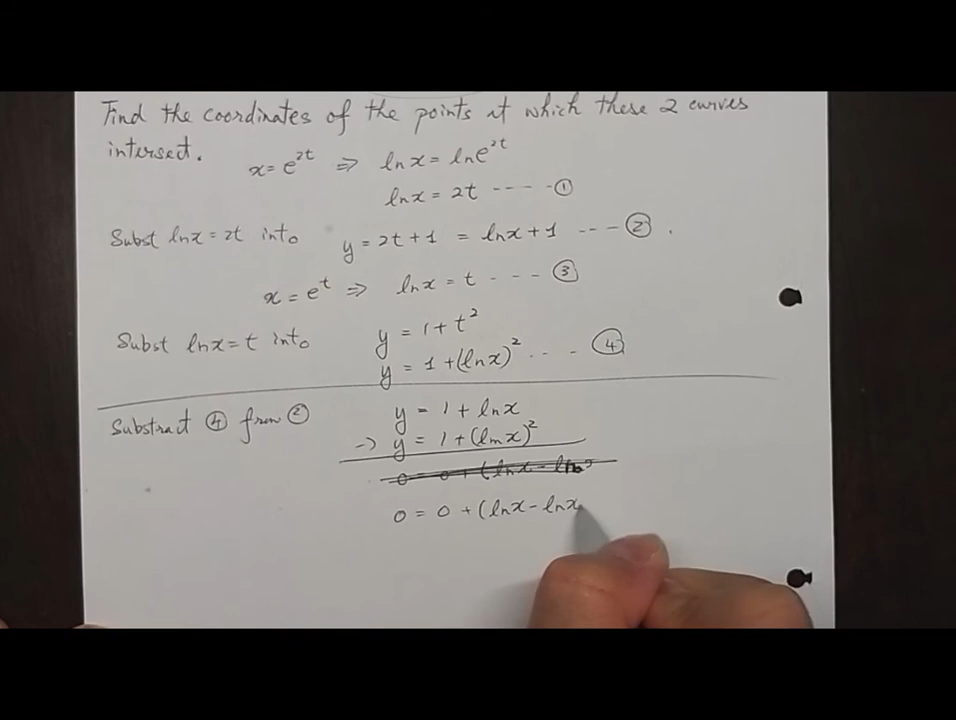 Find the coordinates of the points at which these 2 curves
intersect.
x = e^2t ⇒ ln x = ln e^2t
ln x = 2t ---- -①
Subst ln x = 2t into y = 2t + 1 = ln x + 1 --- ② .
x = e^t ⇒ ln x = t - - - ③
Subst ln x = t into y = 1 + t^2
y = 1 + (ln x)^2 -- - ④
Substract ④ from ② y = 1 + ln x
-) y = 1 + (ln x)^2
0 = 0 + (ln x - ln x